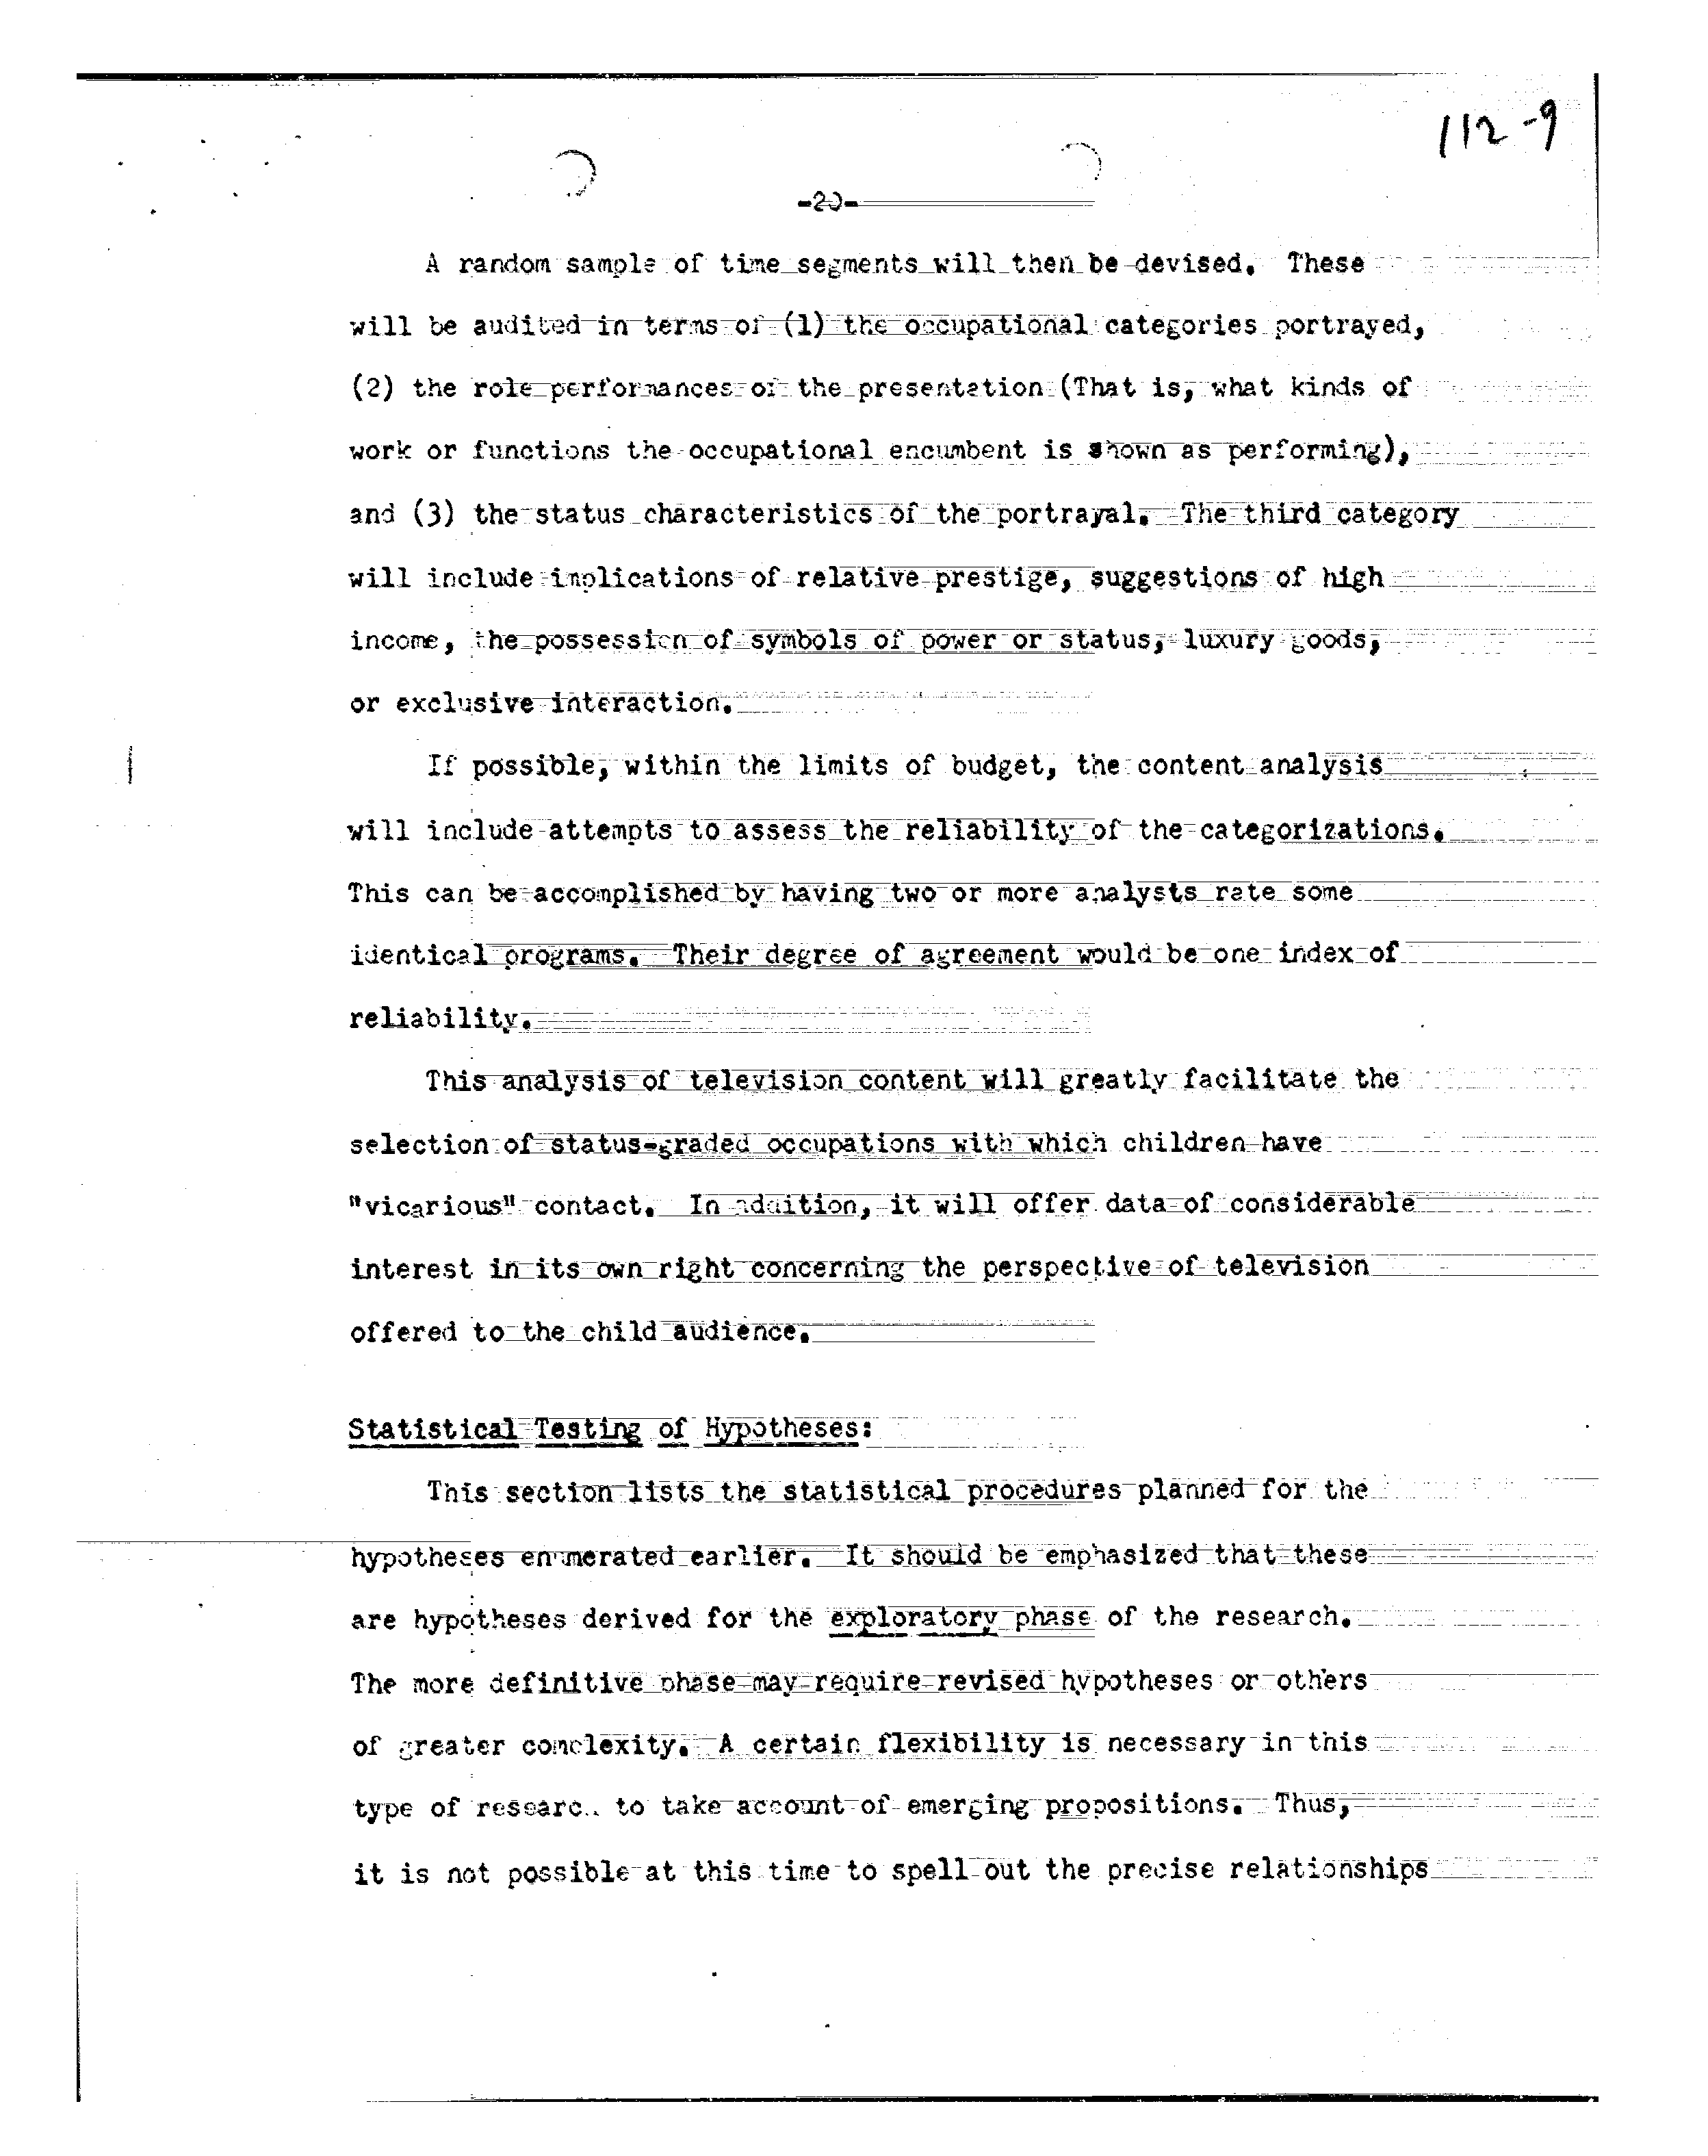 112-9
-20-
A random sample of time segments will then be devised. These
will be audited in terms of (1) the occupational categories portrayed,
(2) the role performances of the presentation (That is, what kinds of
work or functions the occupational encumbent is shown as performing),
and (3) the status characteristics of the portrayal. The third category
will include implications of relative prestige, suggestions of high
income, the possession of symbols of power or status, luxury goods,
or exclusive interaction.
If possible, within the limits of budget, the content analysis
will include attempts to assess the reliability of the categorizations.
This can be accomplished by having two or more analysts rate some
identical programs. Their degree of agreement would be one index of
reliability.
This analysis of television content will greatly facilitate the
selection of status-graded occupations with which children have
"vicarious" contact. In addition, it will offer data of considerable
interest in its own right concerning the perspective of television
offered to the child audience.
Statistical Testing of Hypotheses:
This section lists the statistical procedures planned for the
hypotheses enumerated earlier. It should be emphasized that these
are hypotheses derived for the exploratory phase of the research.
The more definitive phase may require revised hypotheses or others
of greater complexity. A certain flexibility is necessary in this
type of research to take account of emerging propositions. Thus,
it is not possible at this time to spell out the precise relationships